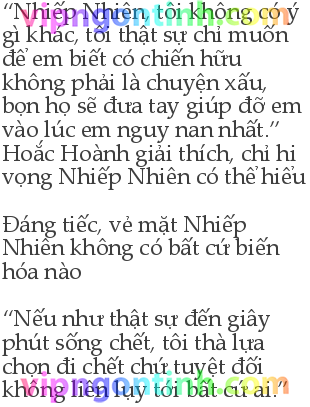 vipngontinh.com
“Nhiếp Nhiên, tôi không có ý
gì khác, tôi thật sự chỉ muốn
để em biết có chiến hữu
không phải là chuyện xấu,
bọn họ sẽ đưa tay giúp đỡ em
vào lúc em nguy nan nhất.”
Hoắc Hoành giải thích, chỉ hi
vọng Nhiếp Nhiên có thể hiểu
Đáng tiếc, vẻ mặt Nhiếp
Nhiên không có bất cứ biến
hóa nào
“Nếu như thật sự đến giây
phút sống chết, tôi thà lựa
chọn đi chết chứ tuyệt đối
không liên lụy tới bất cứ ai.”
vipngontinh.com